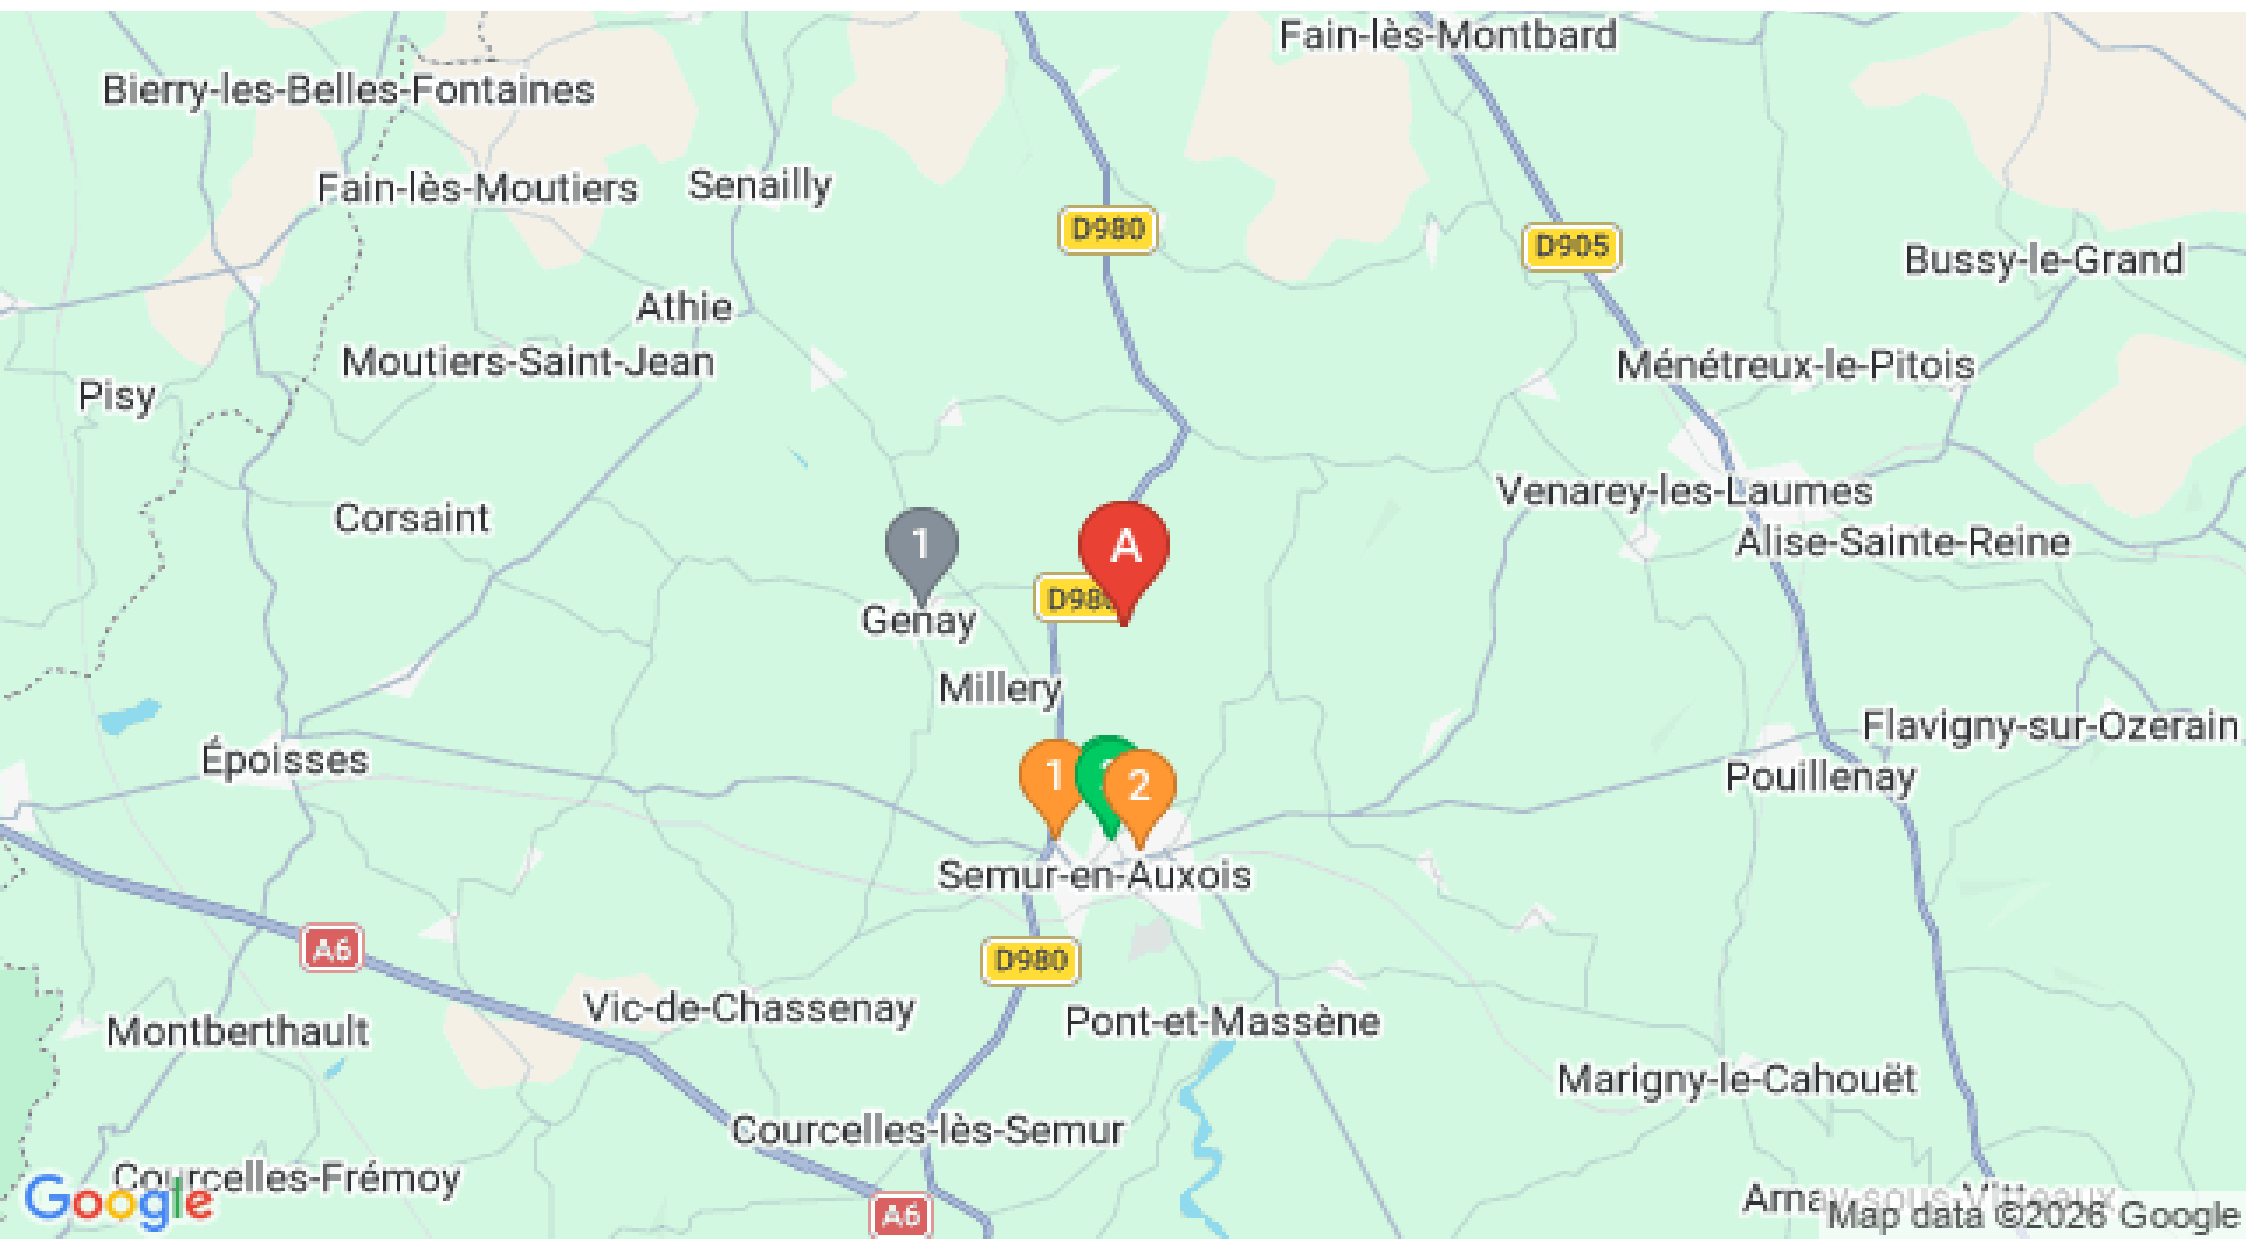 Fain-lès-Montbard
Bierry-les-Belles-Fontaines
Fain-lès-Moutiers
Senailly
D980
D905
Bussy-le-Grand
Athie
Moutiers-Saint-Jean
Ménétreux-le-Pitois
Pisy
Venarey-les-Laumes
Corsaint
1
A
Alise-Sainte-Reine
Genay
Millery
Flavigny-sur-Ozerain
Époisses
1
2
Pouillenay
Semur-en-Auxois
A6
D980
Vic-de-Chassenay
Pont-et-Massène
Montberthault
Marigny-le-Cahouët
Courcelles-lès-Semur
Courcelles-Frémoy
Google
A6
Arnay-sous-Vitteaux
Map data ©2026 Google